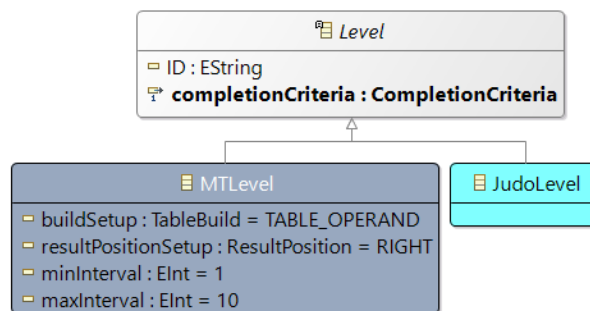 Level
ID : EString
1 completionCriteria : CompletionCriteria
MTLevel
JudoLevel
buildSetup : TableBuild = TABLE_OPERAND
resultPositionSetup : ResultPosition = RIGHT
minInterval : EInt = 1
maxInterval : EInt = 10